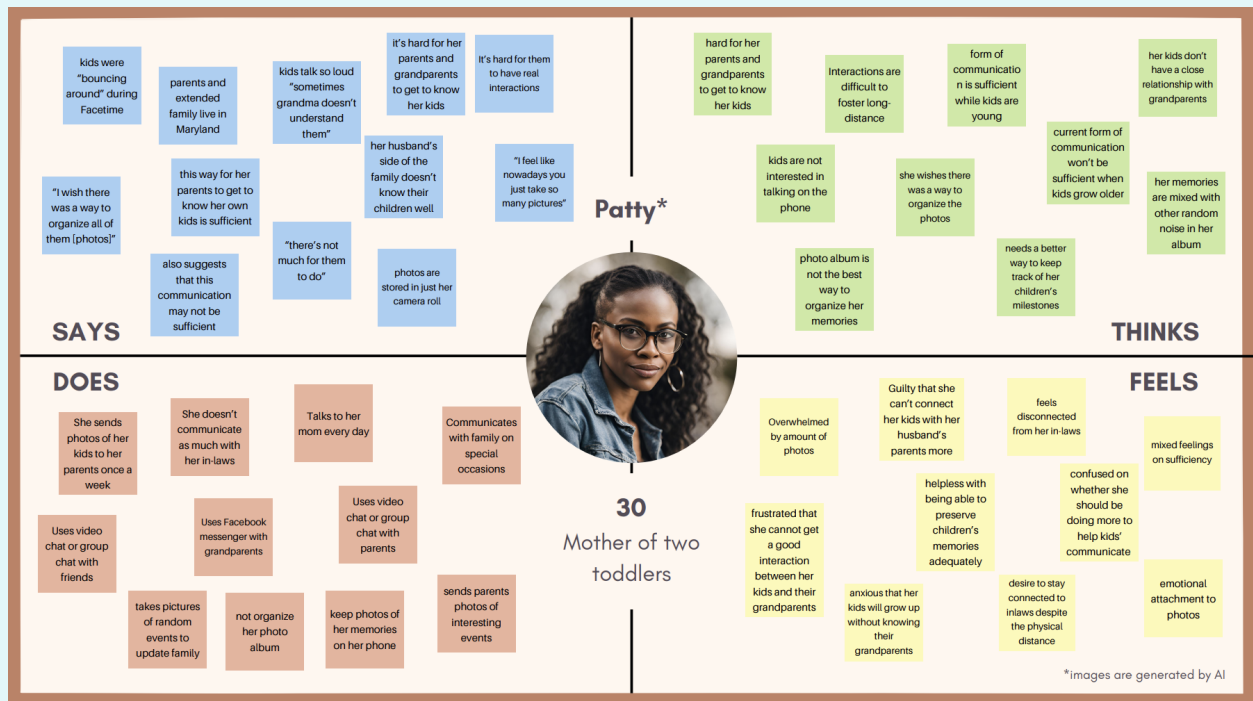 kids were
"bouncing
around" during
Facetime
parents and
extended
family live in
Maryland
kids talk so loud
"sometimes
grandma doesn't
understand
them"
it's hard for her
parents and
grandparents
to get to know
her kids
It's hard for them
to have real
interactions
"I wish there
was a way to
organize all of
them [photos]"
this way for her
parents to get to
know her own
kids is sufficient
her husband's
side of the
family doesn't
know their
children well
"I feel like
nowadays you
just take so
many pictures"
also suggests
that this
communication
may not be
sufficient
"there's not
much for them
to do"
photos are
stored in just her
camera roll
SAYS
hard for her
parents and
grandparents
to get to know
her kids
Interactions are
difficult to
foster long-
distance
form of
communicatio
n is sufficient
while kids are
young
her kids don't
have a close
relationship with
grandparents
kids are not
interested in
talking on the
phone
she wishes there
was a way to
organize the
photos
current form of
communication
won't be
sufficient when
kids grow older
her memories
are mixed with
other random
noise in her
album
photo album is
not the best
way to
organize her
memories
needs a better
way to keep
track of her
children's
milestones
THINKS
Patty*
30
Mother of two
toddlers
DOES
She sends
photos of her
kids to her
parents once a
week
She doesn't
communicate
as much with
her in-laws
Talks to her
mom every day
Communicates
with family on
special
occasions
Uses video
chat or group
chat with
friends
Uses Facebook
messenger with
grandparents
Uses video
chat or group
chat with
parents
takes pictures
of random
events to
update family
not organize
her photo
album
keep photos of
her memories
on her phone
sends parents
photos of
interesting
events
FEELS
Overwhelmed
by amount of
photos
Guilty that she
can't connect
her kids with her
husband's
parents more
feels
disconnected
from her in-laws
mixed feelings
on sufficiency
frustrated that
she cannot get
a good
interaction
between her
kids and their
grandparents
helpless with
being able to
preserve
children's
memories
adequately
confused on
whether she
should be
doing more to
help kids'
communicate
anxious that her
kids will grow up
without knowing
their
grandparents
desire to stay
connected to
inlaws despite
the physical
distance
emotional
attachment to
photos
*images are generated by AI